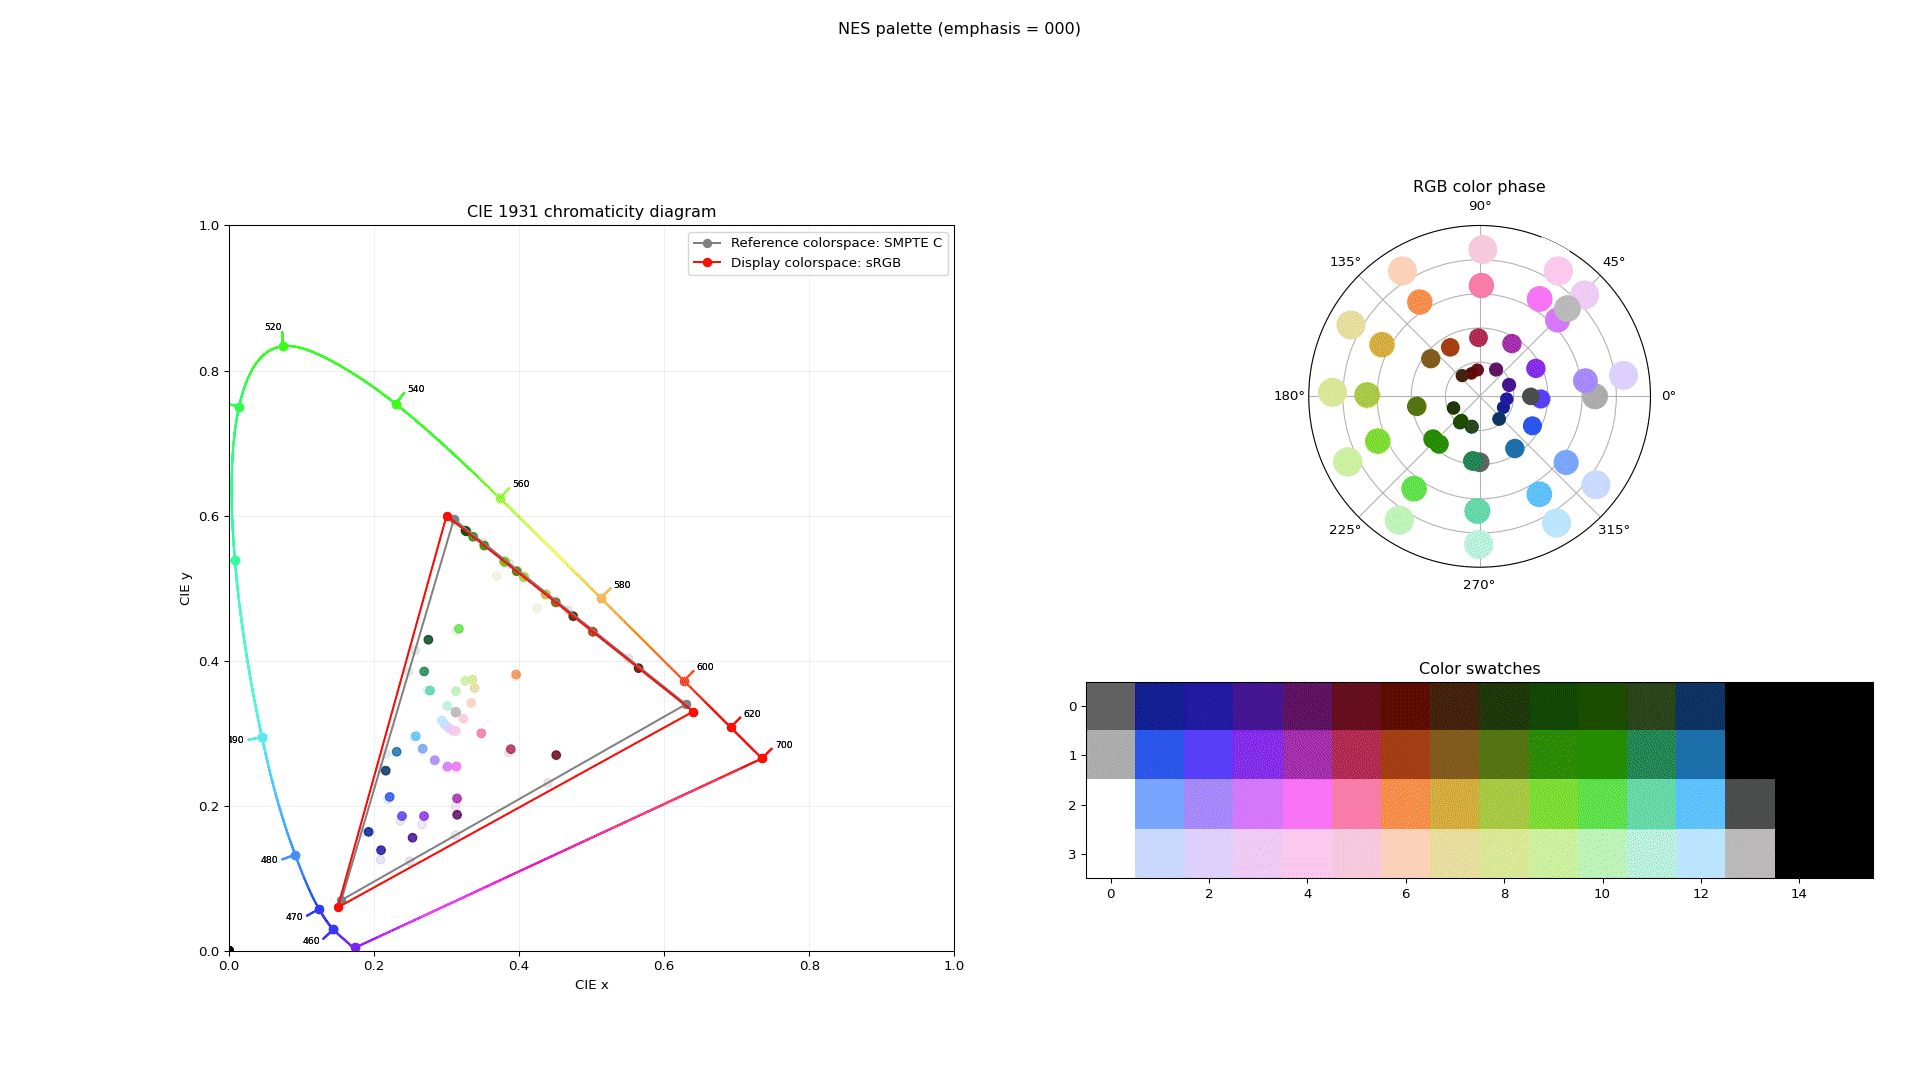 NES palette (emphasis = 000)
CIE 1931 chromaticity diagram
Reference colorspace: SMPTE C
Display colorspace: sRGB
1.0
0.8
0.6
0.4
0.2
0.0
CIE y
520
540
560
580
600
620
700
490
480
470
460
0.0 0.2 0.4 0.6 0.8 1.0
CIE x
RGB color phase
90°
135° 45°
180° 0°
225° 315°
270°
Color swatches
0
1
2
3
0 2 4 6 8 10 12 14